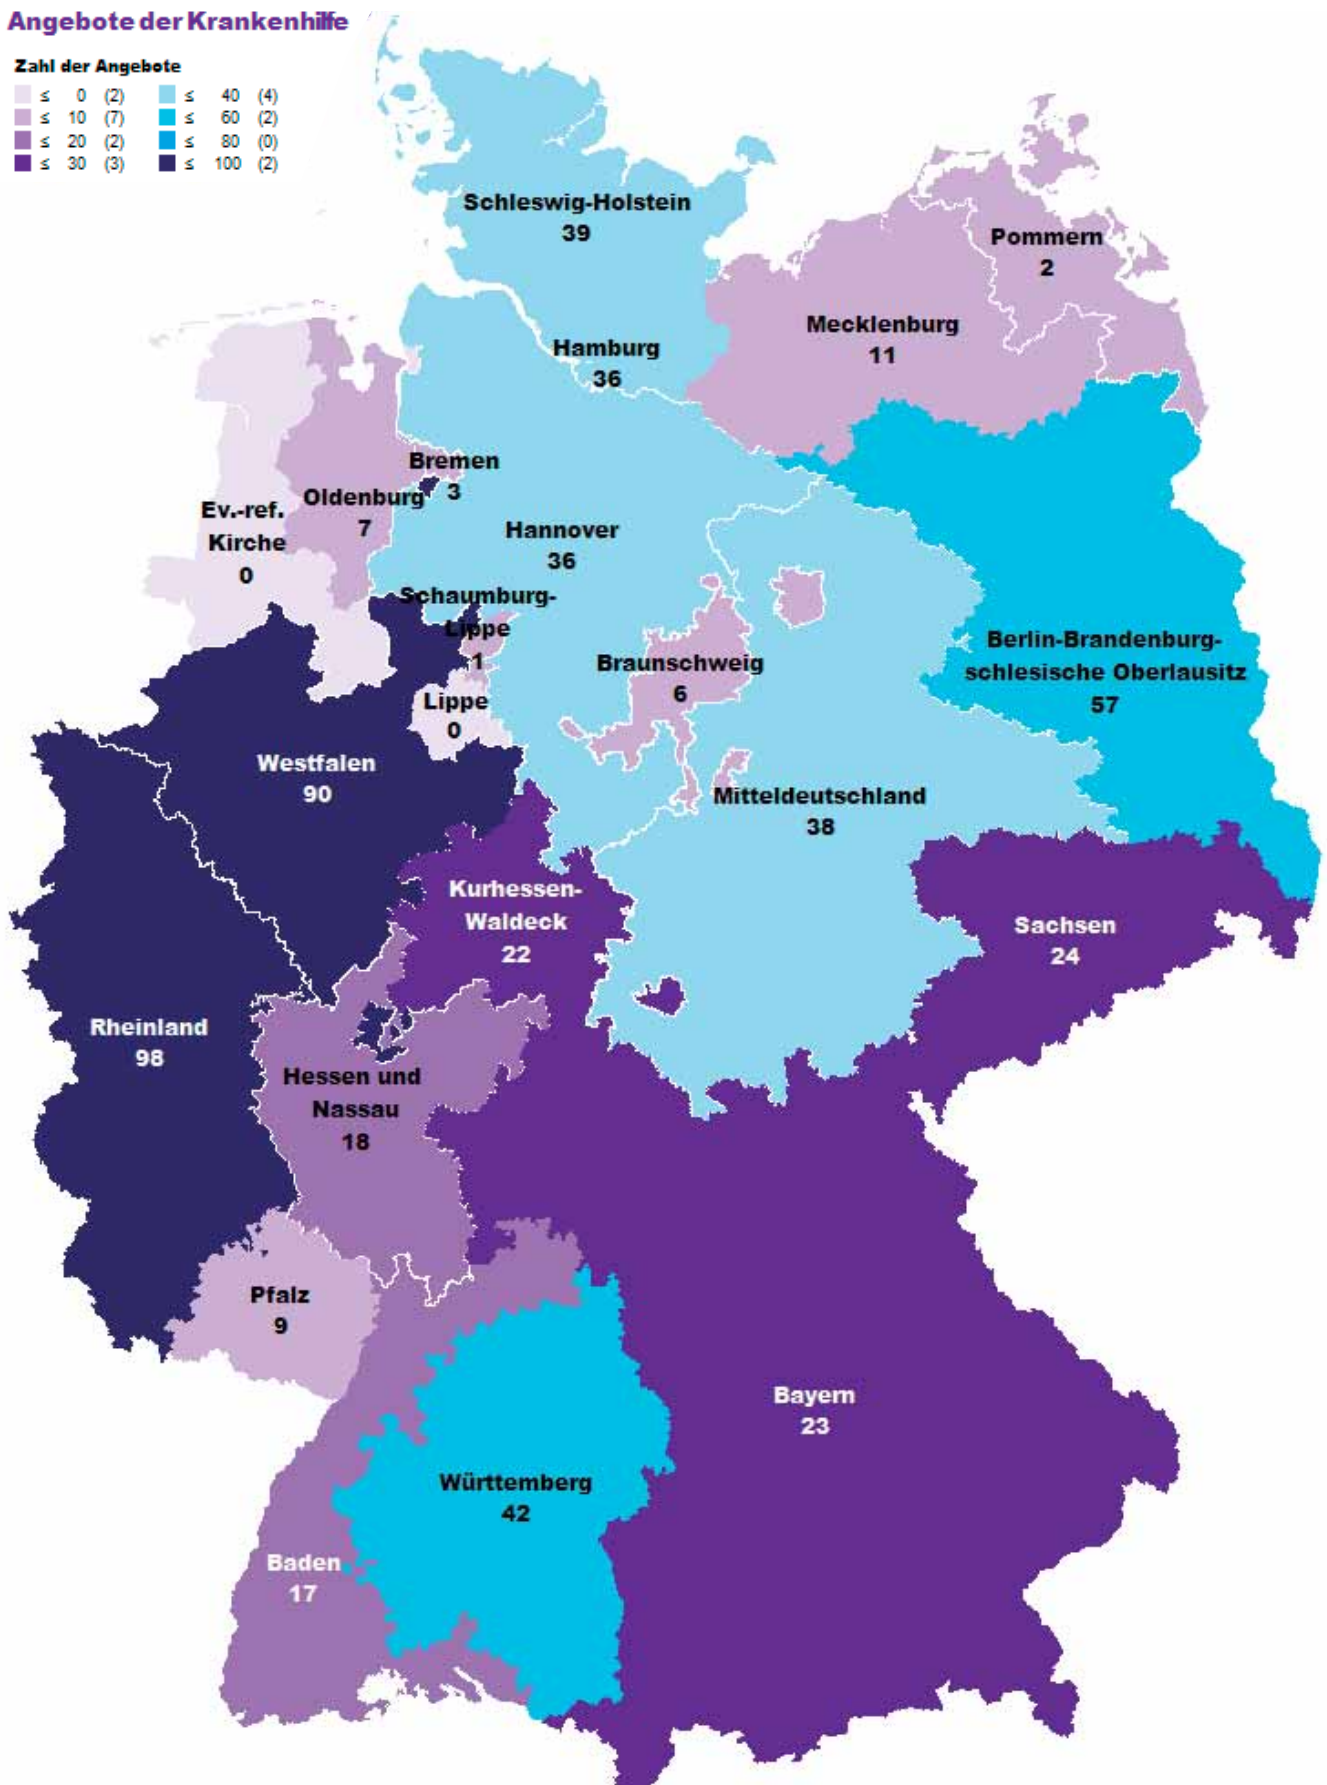 Angebote der Krankenhilfe
Zahl der Angebote
≤ 0 (2) ≤ 40 (4)
≤ 10 (7) ≤ 60 (2)
≤ 20 (2) ≤ 80 (0)
≤ 30 (3) ≤ 100 (2)
Schleswig-Holstein
39
Pommern
2
Mecklenburg
11
Hamburg
36
Bremen
3
Oldenburg
7
Ev.-ref.
Kirche
0
Hannover
36
Schaumburg-
Lippe
1
Braunschweig
6
Berlin-Brandenburg-
schlesische Oberlausitz
57
Lippe
0
Westfalen
90
Mitteldeutschland
38
Kurhessen-
Waldeck
22
Sachsen
24
Rheinland
98
Hessen und
Nassau
18
Pfalz
9
Bayern
23
Württemberg
42
Baden
17